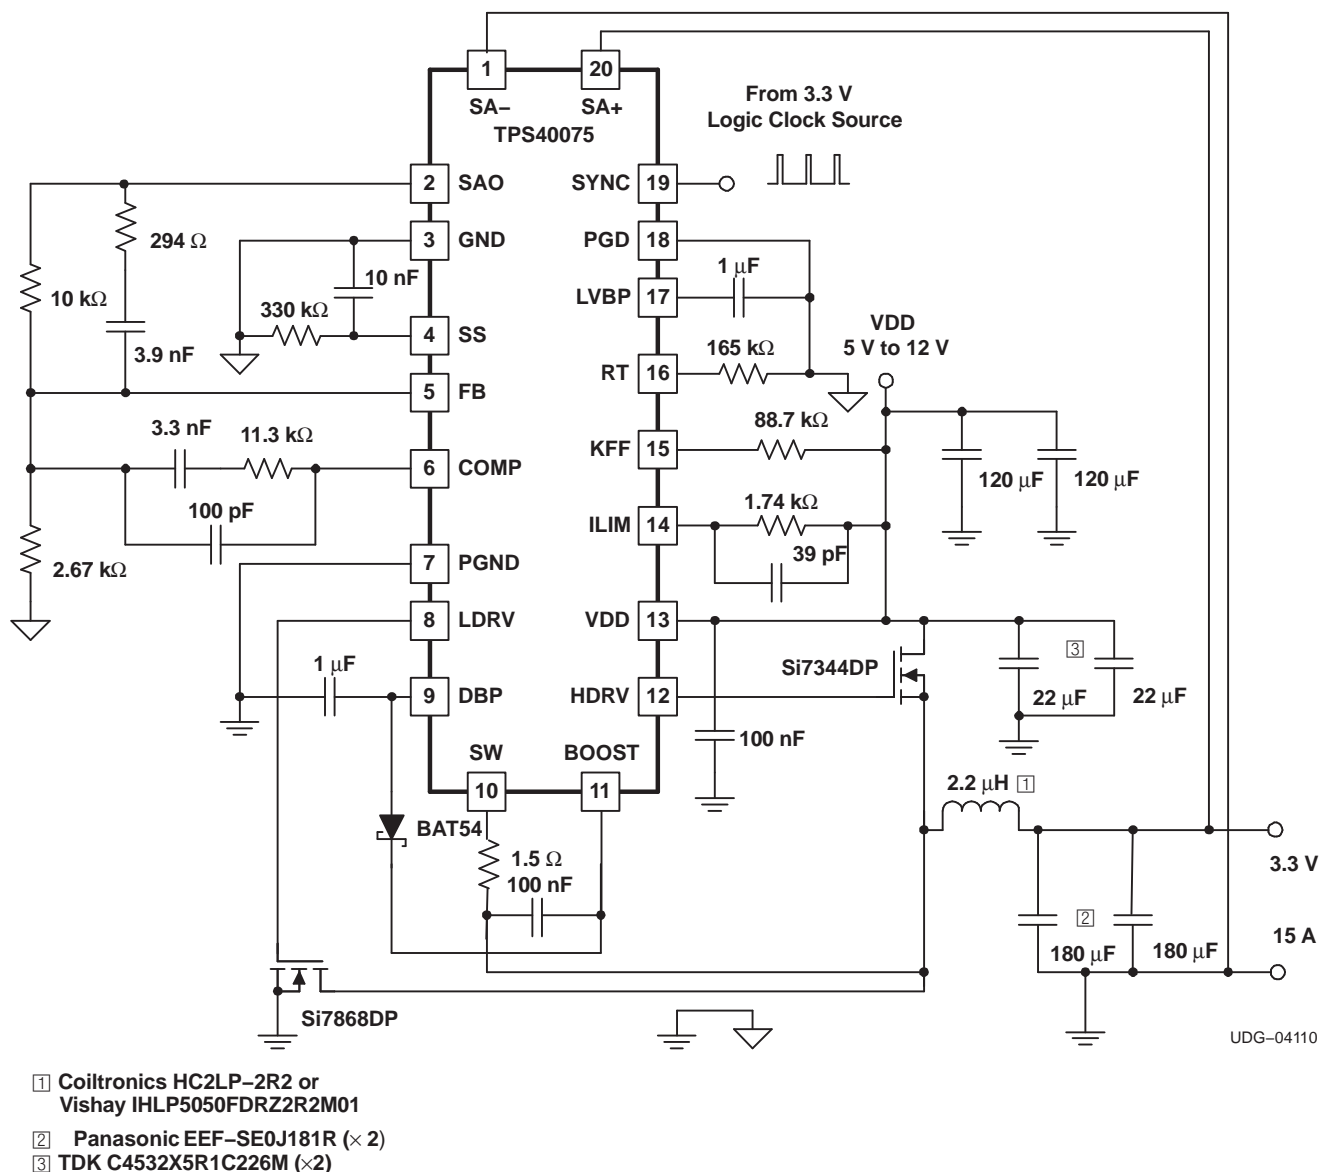 1
20
SA−
SA+
TPS40075
From 3.3 V
Logic Clock Source
2
SAO
SYNC
19
294 Ω
3
GND
PGD
18
10 kΩ
10 nF
1 µF
LVBP
17
330 kΩ
4
SS
VDD
5 V to 12 V
3.9 nF
165 kΩ
RT
16
5
FB
3.3 nF
11.3 kΩ
88.7 kΩ
KFF
15
6
COMP
120 µF
120 µF
100 pF
1.74 kΩ
ILIM
14
39 pF
7
PGND
2.67 kΩ
8
LDRV
VDD
13
1 µF
Si7344DP
3
9
DBP
HDRV
12
22 µF
22 µF
100 nF
SW
BOOST
10
11
2.2 µH 1
BAT54
1.5 Ω
100 nF
3.3 V
2
15 A
180 µF
180 µF
Si7868DP
UDG−04110
1 Coiltronics HC2LP−2R2 or
Vishay IHLP5050FDRZ2R2M01
2 Panasonic EEF−SE0J181R (× 2)
3 TDK C4532X5R1C226M (×2)